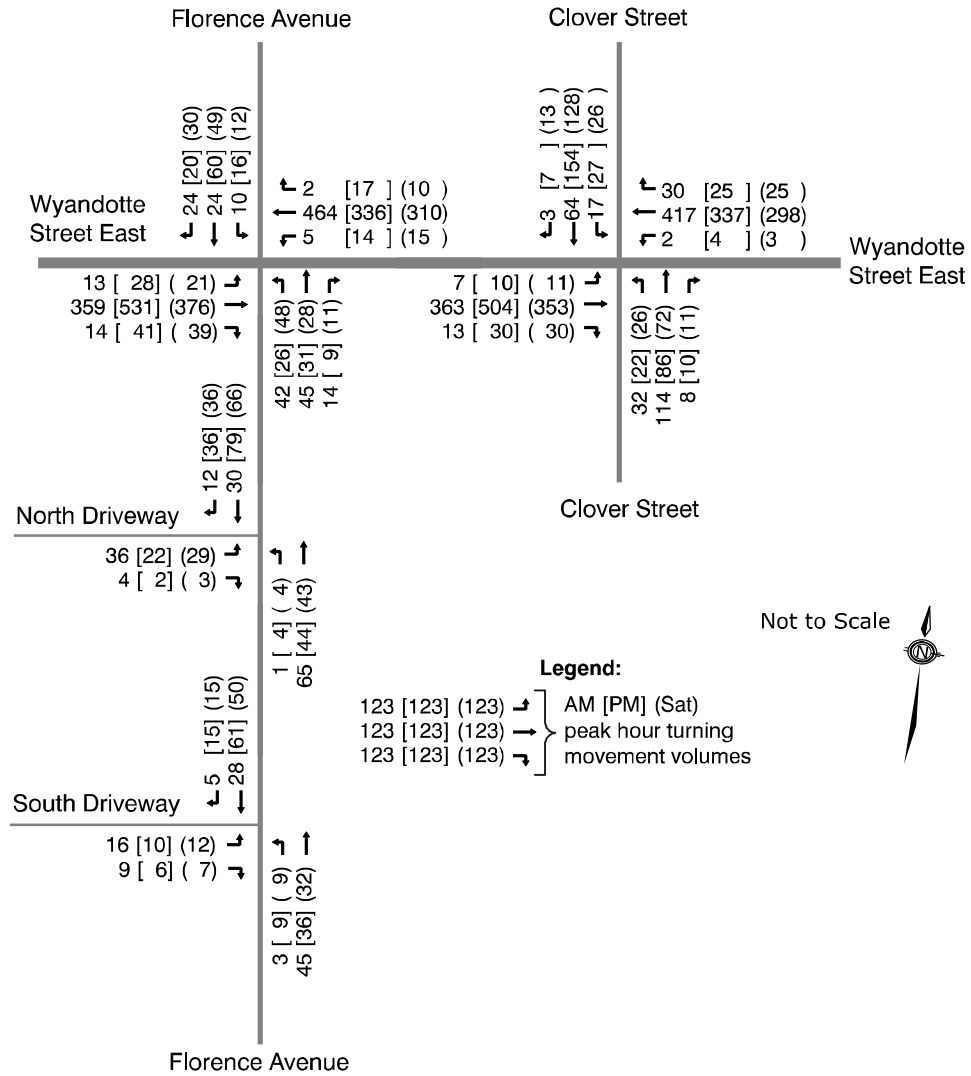 Florence Avenue
Clover Street
24 [20] (30)
24 [60] (49)
10 [16] (12)
3 [7 ] (13 )
64 [154] (128)
17 [27 ] (26 )
Wyandotte
Street East
2 [17 ] (10 )
464 [336] (310)
5 [14 ] (15 )
30 [25 ] (25 )
417 [337] (298)
2 [4 ] (3 )
Wyandotte
Street East
13 [ 28] ( 21)
359 [531] (376)
14 [ 41] ( 39)
42 [26] (48)
45 [31] (28)
14 [ 9] (11)
7 [ 10] ( 11)
363 [504] (353)
13 [ 30] ( 30)
32 [22] (26)
114 [86] (72)
8 [10] (11)
12 [36] (36)
30 [79] (66)
North Driveway
Clover Street
36 [22] (29)
4 [ 2] ( 3)
1 [ 4] ( 4)
65 [44] (43)
Not to Scale
N
Legend:
123 [123] (123)
123 [123] (123)
123 [123] (123)
AM [PM] (Sat)
peak hour turning
movement volumes
5 [15] (15)
28 [61] (50)
South Driveway
16 [10] (12)
9 [ 6] ( 7)
3 [ 9] ( 9)
45 [36] (32)
Florence Avenue